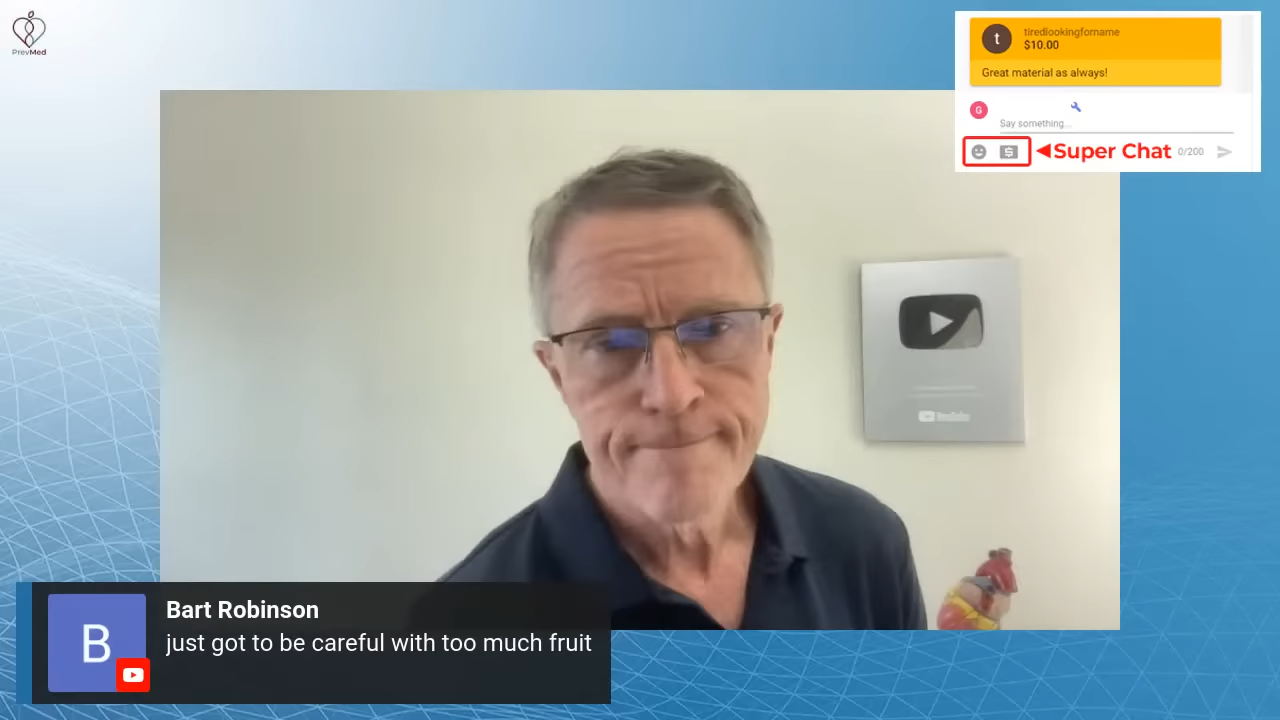 PrevMed
t
tiredlookingforname
$10.00
Great material as always!
G
Say something...
Super Chat
0/200
YouTube
B
Bart Robinson
just got to be careful with too much fruit